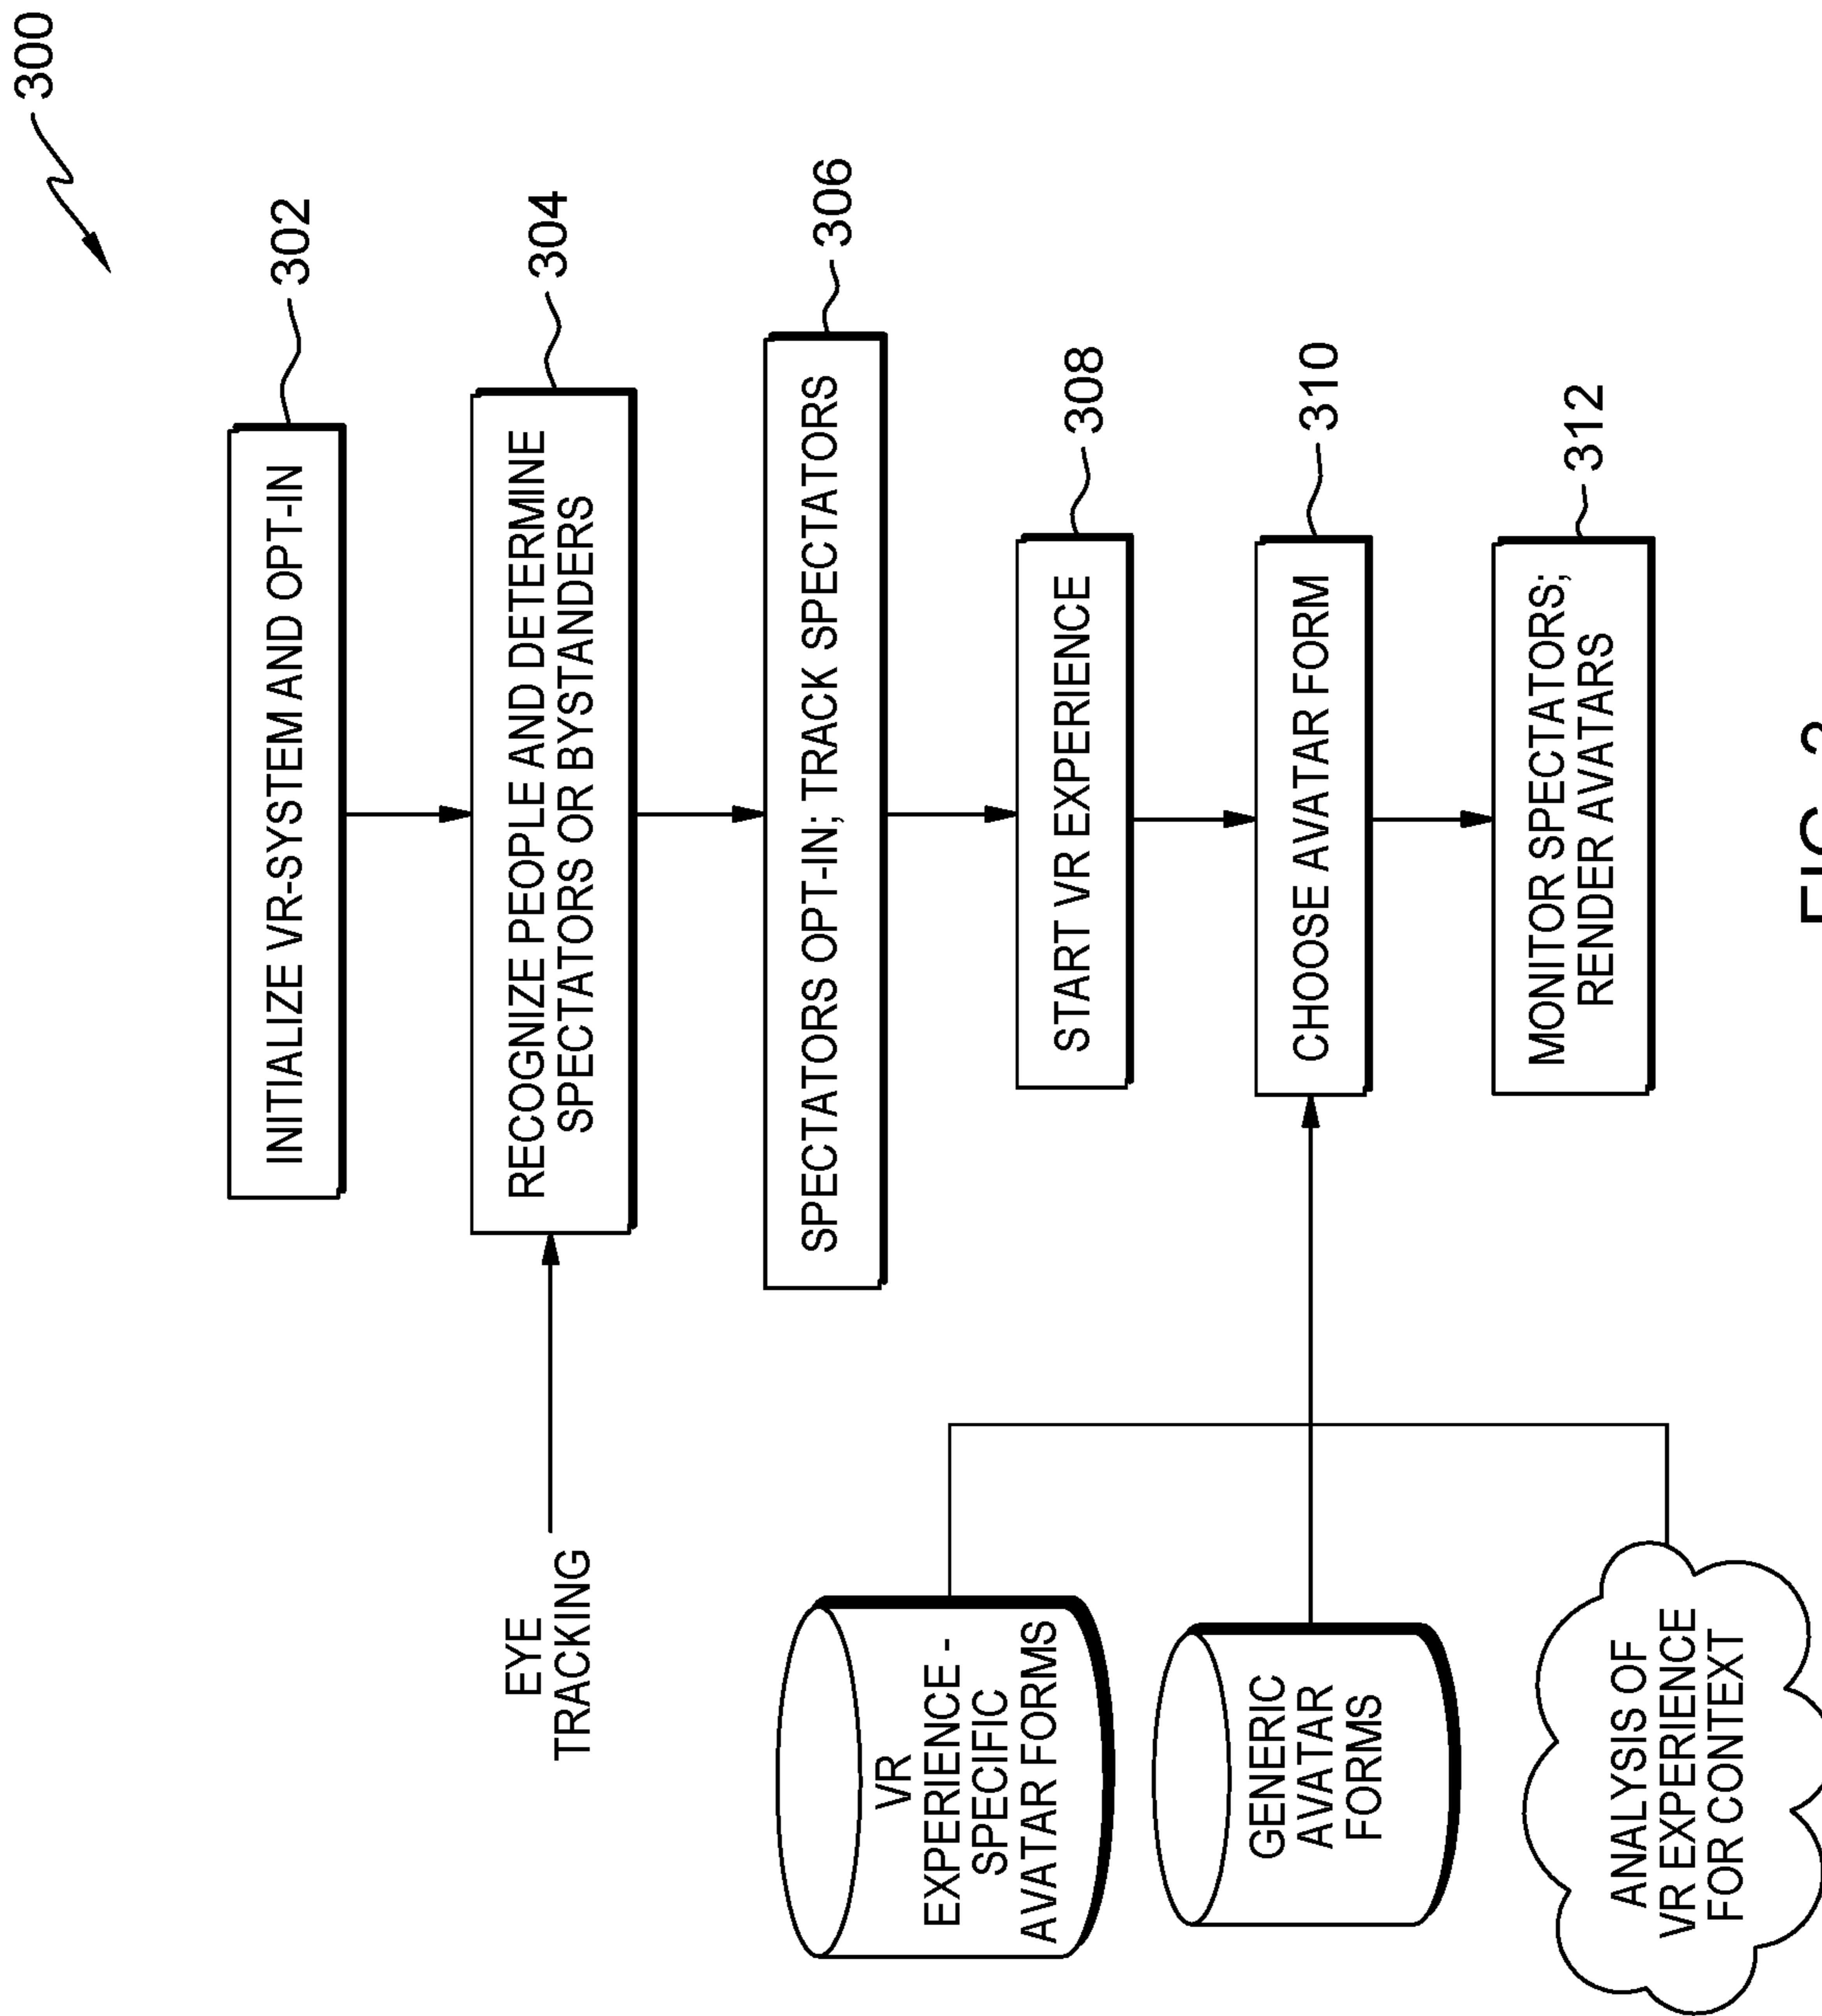 300
INITIALIZE VR-SYSTEM AND OPT-IN
302
RECOGNIZE PEOPLE AND DETERMINE
SPECTATORS OR BYSTANDERS
304
EYE
TRACKING
SPECTATORS OPT-IN; TRACK SPECTATORS
306
START VR EXPERIENCE
308
CHOOSE AVATAR FORM
310
MONITOR SPECTATORS;
RENDER AVATARS
312
VR
EXPERIENCE -
SPECIFIC
AVATAR FORMS
GENERIC
AVATAR
FORMS
ANALYSIS OF
VR EXPERIENCE
FOR CONTEXT